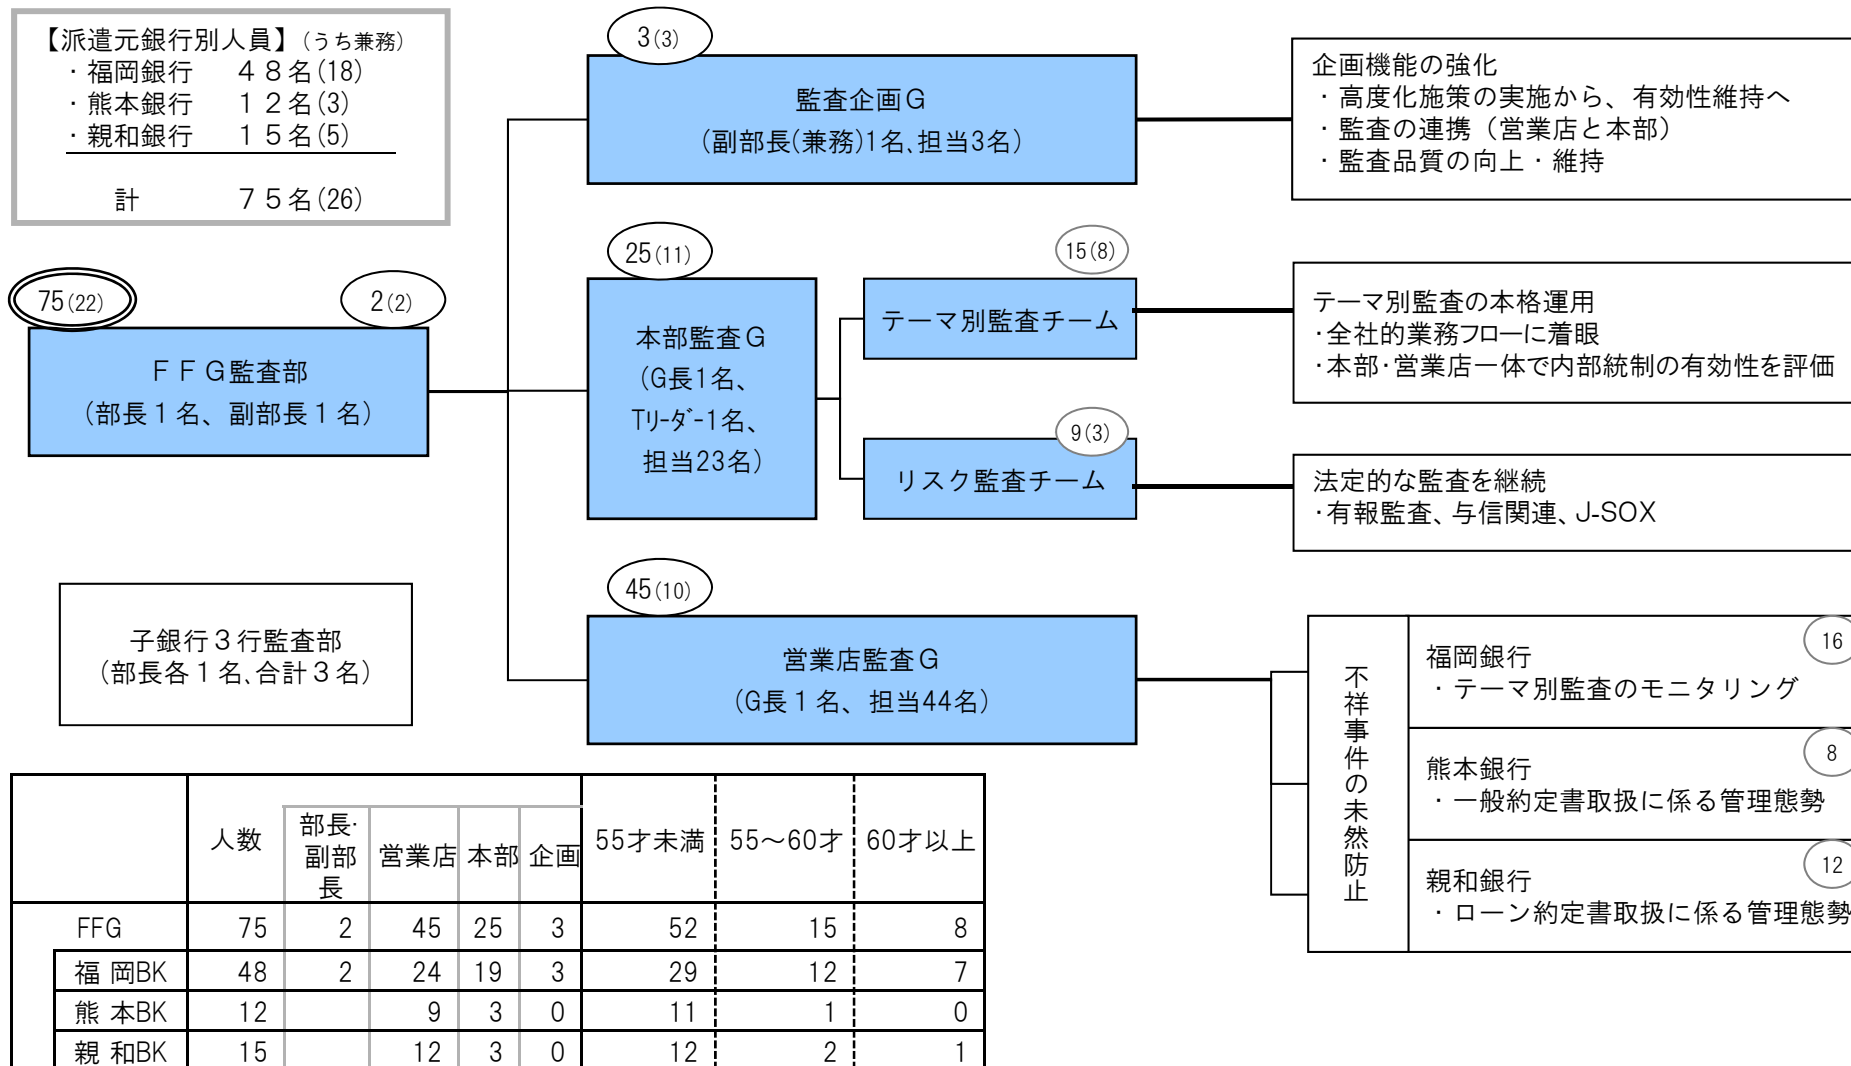 【派遣元銀行別人員】(うち兼務)
・福岡銀行 48名(18)
・熊本銀行 12名(3)
・親和銀行 15名(5)
計 75名(26)
75(22)
2(2)
FFG監査部
(部長1名、副部長1名)
子銀行3行監査部
(部長各1名、合計3名)
3(3)
監査企画G
(副部長(兼務)1名、担当3名)
企画機能の強化
・高度化施策の実施から、有効性維持へ
・監査の連携(営業店と本部)
・監査品質の向上・維持
25(11)
本部監査G
(G長1名、
Tリーダー1名、
担当23名)
15(8)
テーマ別監査チーム
テーマ別監査の本格運用
・全社的業務フローに着眼
・本部・営業店一体で内部統制の有効性を評価
9(3)
リスク監査チーム
法定的な監査を継続
・有報監査、与信関連、J-SOX
45(10)
営業店監査G
(G長1名、担当44名)
不祥事件の未然防止
16
福岡銀行
・テーマ別監査のモニタリング
8
熊本銀行
・一般約定書取扱に係る管理態勢
12
親和銀行
・ローン約定書取扱に係る管理態勢
人数 部長・副部長 営業店 本部 企画 55才未満 55～60才 60才以上
FFG 75 2 45 25 3 52 15 8
福岡BK 48 2 24 19 3 29 12 7
熊本BK 12 9 3 0 11 1 0
親和BK 15 12 3 0 12 2 1